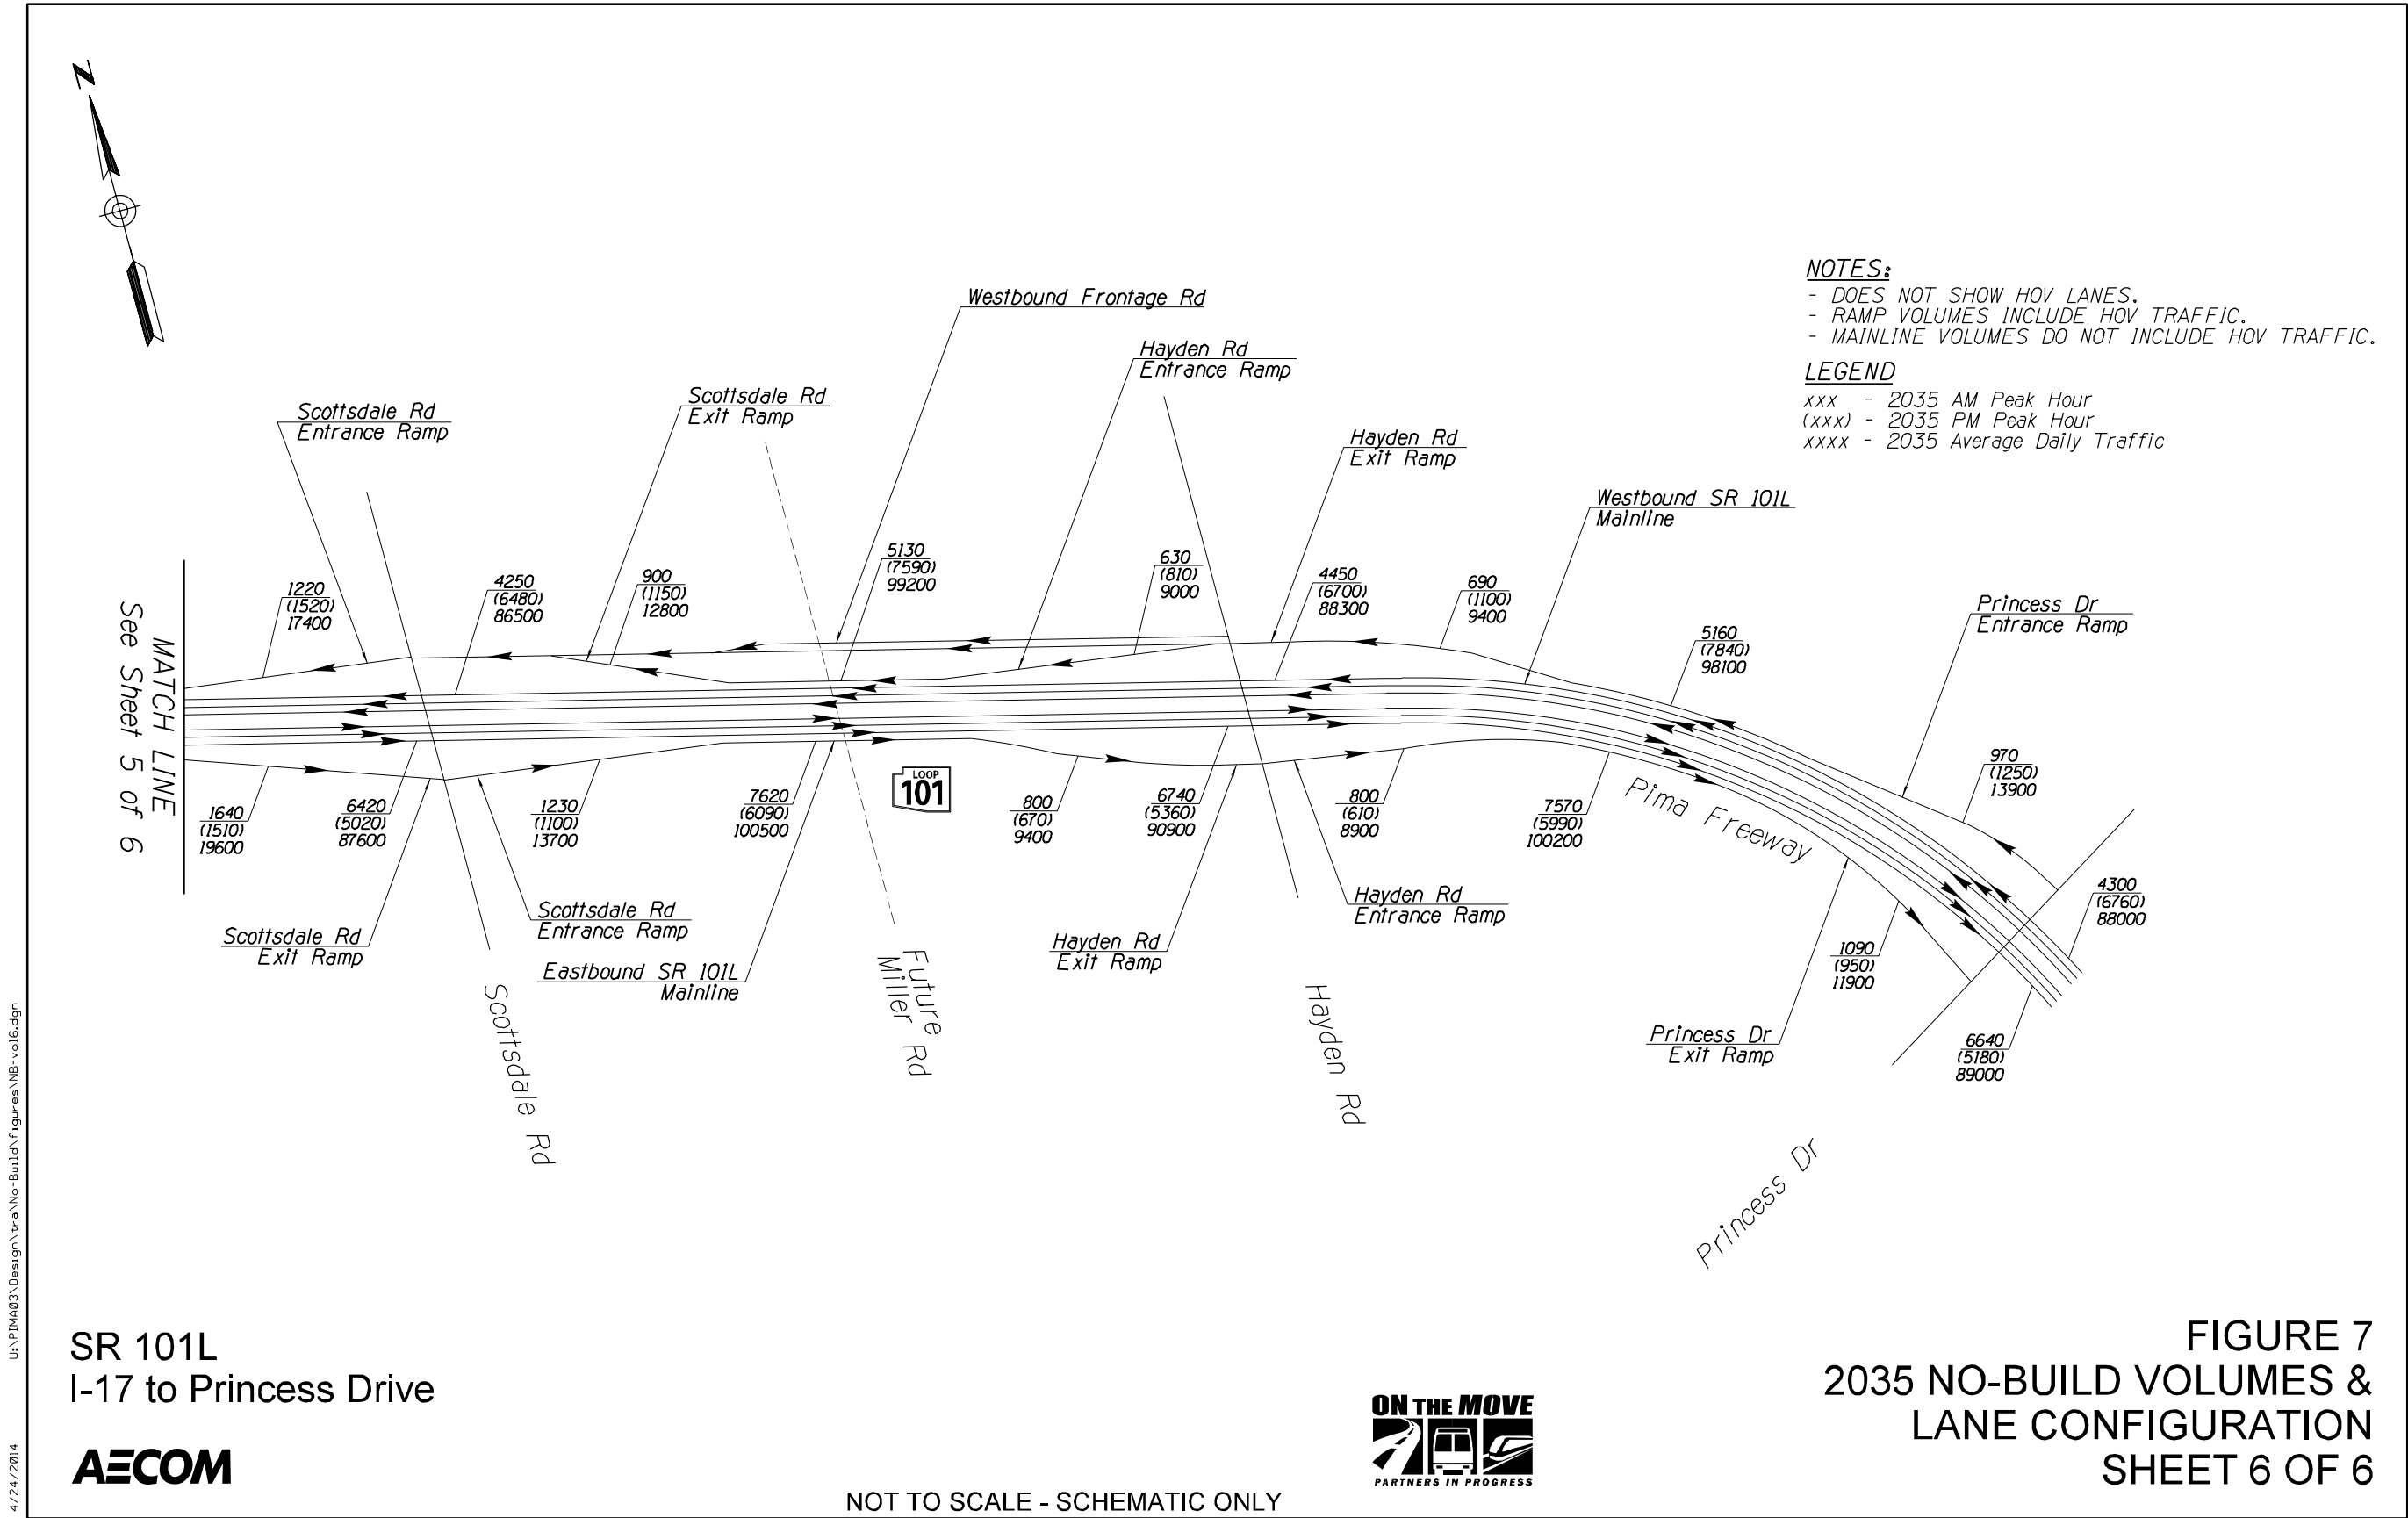 N
NOTES:
- DOES NOT SHOW HOV LANES.
- RAMP VOLUMES INCLUDE HOV TRAFFIC.
- MAINLINE VOLUMES DO NOT INCLUDE HOV TRAFFIC.
LEGEND
xxx - 2035 AM Peak Hour
(xxx) - 2035 PM Peak Hour
xxxx - 2035 Average Daily Traffic
Westbound Frontage Rd
Hayden Rd
Entrance Ramp
Scottsdale Rd
Exit Ramp
Scottsdale Rd
Entrance Ramp
Hayden Rd
Exit Ramp
Westbound SR 101L
Mainline
Princess Dr
Entrance Ramp
1220
(1520)
17400
4250
(6480)
86500
900
(1150)
12800
5130
(7590)
99200
630
(810)
9000
4450
(6700)
88300
690
(1100)
9400
5160
(7840)
98100
970
(1250)
13900
4300
(6760)
88000
MATCH LINE
See Sheet 5 of 6
1640
(1510)
19600
6420
(5020)
87600
1230
(1100)
13700
7620
(6090)
100500
LOOP
101
800
(670)
9400
6740
(5360)
90900
800
(610)
8900
7570
(5990)
100200
Pima Freeway
1090
(950)
11900
6640
(5180)
89000
Scottsdale Rd
Exit Ramp
Scottsdale Rd
Entrance Ramp
Eastbound SR 101L
Mainline
Hayden Rd
Exit Ramp
Hayden Rd
Entrance Ramp
Princess Dr
Exit Ramp
Scottsdale Rd
Future
Miller Rd
Hayden Rd
Princess Dr
SR 101L
I-17 to Princess Drive
AECOM
NOT TO SCALE - SCHEMATIC ONLY
ON THE MOVE
PARTNERS IN PROGRESS
FIGURE 7
2035 NO-BUILD VOLUMES &
LANE CONFIGURATION
SHEET 6 OF 6
U:\PIMA03\Design\tra\No-Build\figures\NB-vol6.dgn
4/24/2014